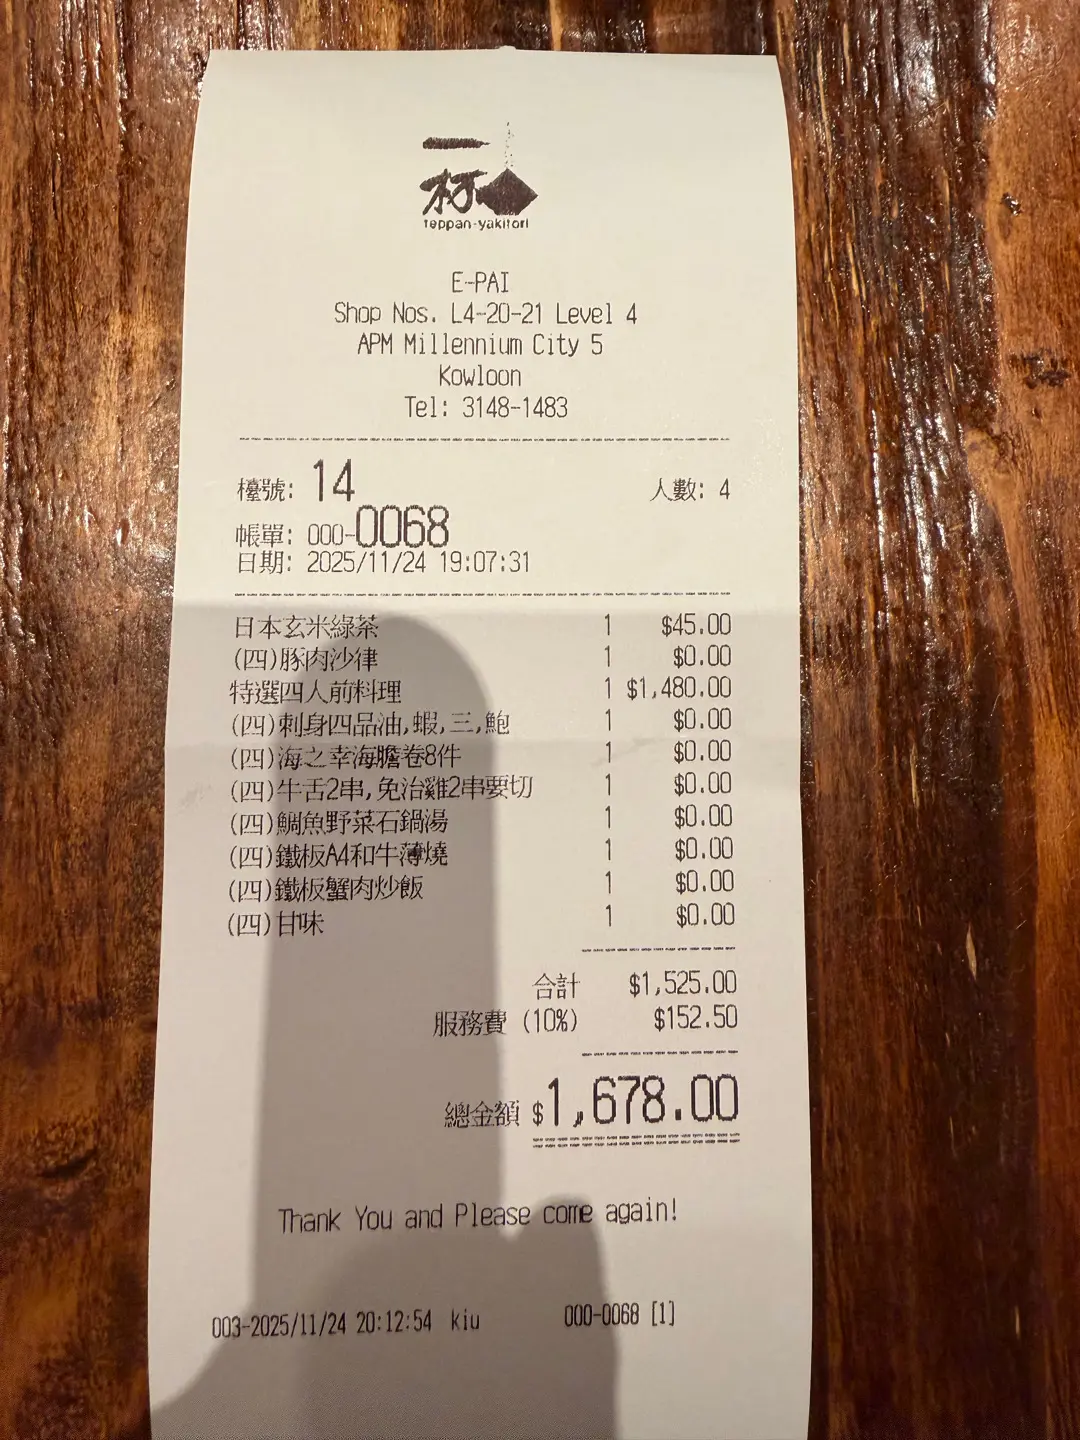 一杯
teppan-yakitori
E-PAI
Shop Nos. L4-20-21 Level 4
APM Millennium City 5
Kowloon
Tel: 3148-1483
檯號: 14 人數: 4
帳單: 000-0068
日期: 2025/11/24 19:07:31
日本玄米綠茶 1 $45.00
(四)豚肉沙律 1 $0.00
特選四人前料理 1 $1,480.00
(四)刺身四品油,蝦,三,鮑 1 $0.00
(四)海之幸海膽卷8件 1 $0.00
(四)牛舌2串,免治雞2串要切 1 $0.00
(四)鯛魚野菜石鍋湯 1 $0.00
(四)鐵板A4和牛薄燒 1 $0.00
(四)鐵板蟹肉炒飯 1 $0.00
(四)甘味 1 $0.00
合計 $1,525.00
服務費 (10%) $152.50
總金額 $1,678.00
Thank You and Please come again!
003-2025/11/24 20:12:54 kiu 000-0068 [1]